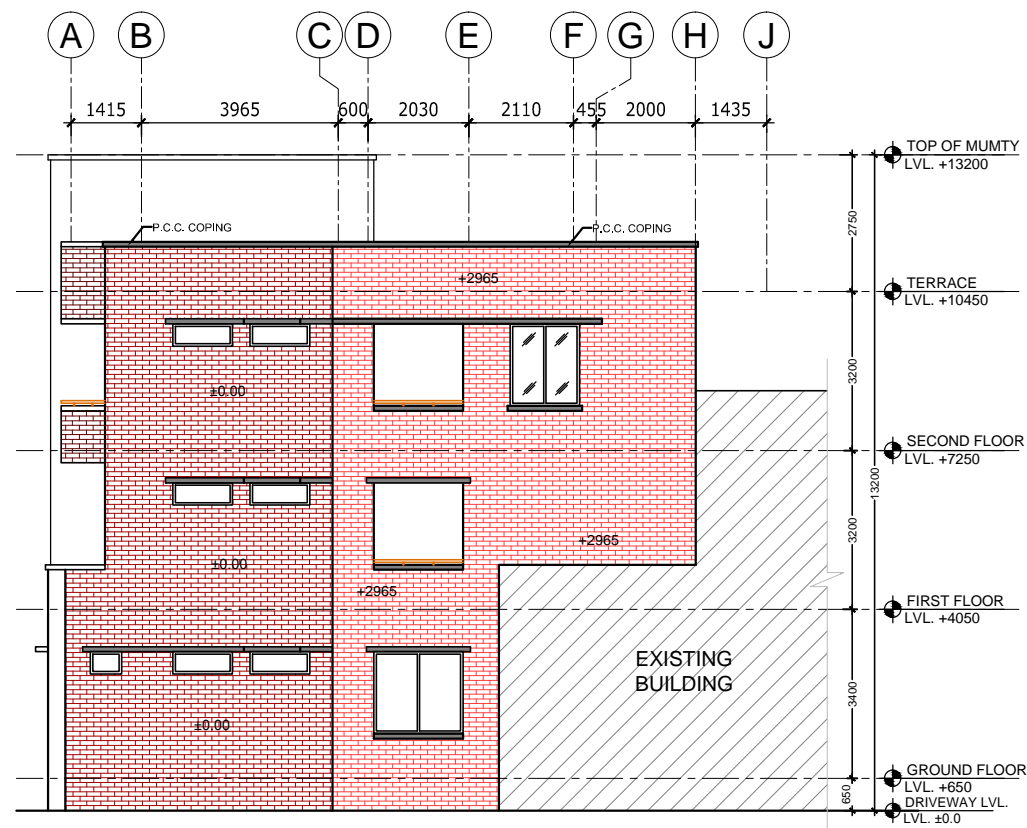 A B C D E F G H J
1415 3965 600 2030 2110 455 2000 1435
TOP OF MUMTY
LVL. +13200
2750
P.C.C. COPING
P.C.C. COPING
+2965
TERRACE
LVL. +10450
3200
±0.00
SECOND FLOOR
LVL. +7250
13200
3200
+2965
±0.00
+2965
FIRST FLOOR
LVL. +4050
EXISTING
BUILDING
3400
±0.00
GROUND FLOOR
LVL. +650
650
DRIVEWAY LVL.
LVL. ±0.0